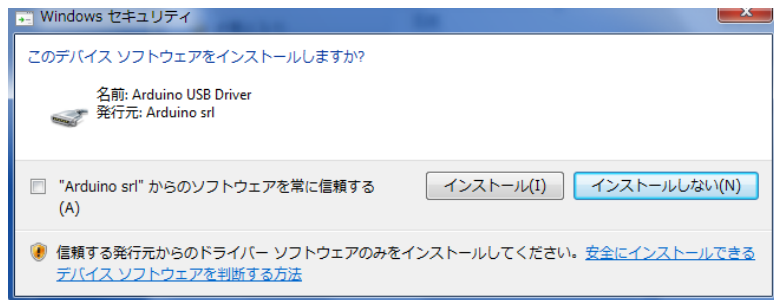 Windows セキュリティ
このデバイス ソフトウェアをインストールしますか?
名前: Arduino USB Driver
発行元: Arduino srl
"Arduino srl" からのソフトウェアを常に信頼する
(A)
インストール(I)
インストールしない(N)
信頼する発行元からのドライバー ソフトウェアのみをインストールしてください。安全にインストールできる
デバイス ソフトウェアを判断する方法